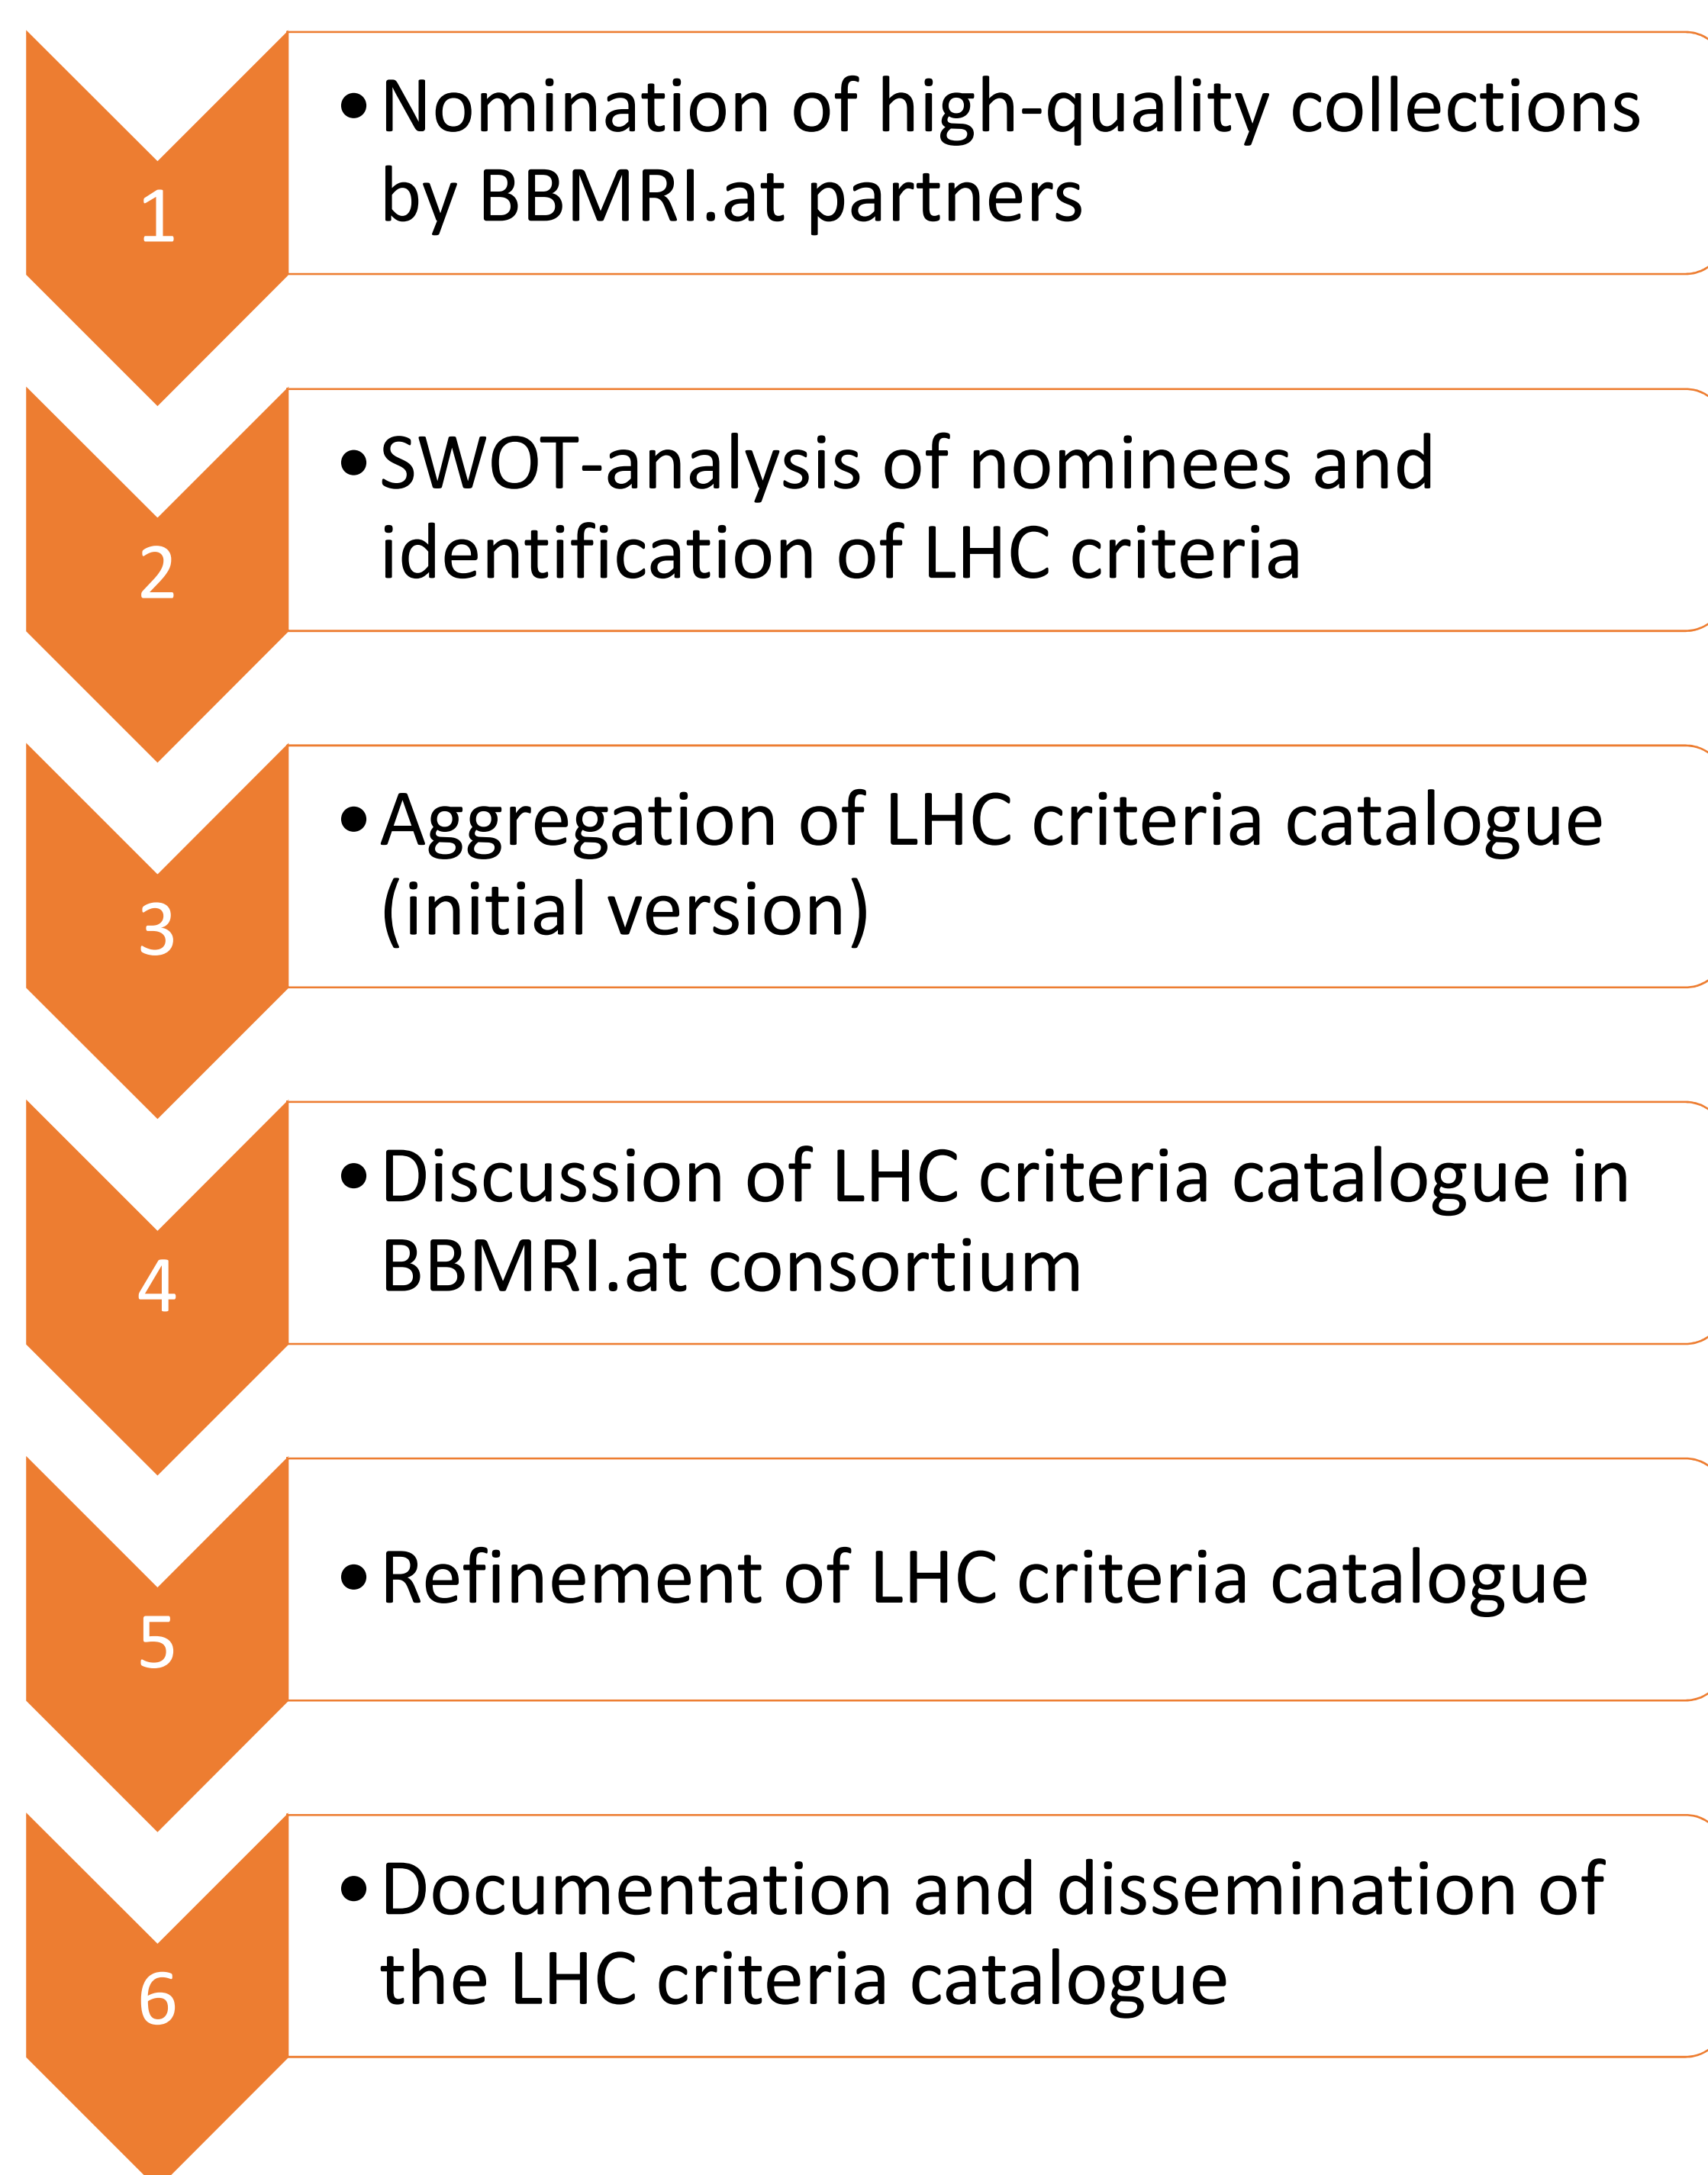 1
• Nomination of high-quality collections
by BBMRI.at partners
2
• SWOT-analysis of nominees and
identification of LHC criteria
3
• Aggregation of LHC criteria catalogue
(initial version)
4
• Discussion of LHC criteria catalogue in
BBMRI.at consortium
5
• Refinement of LHC criteria catalogue
6
• Documentation and dissemination of
the LHC criteria catalogue